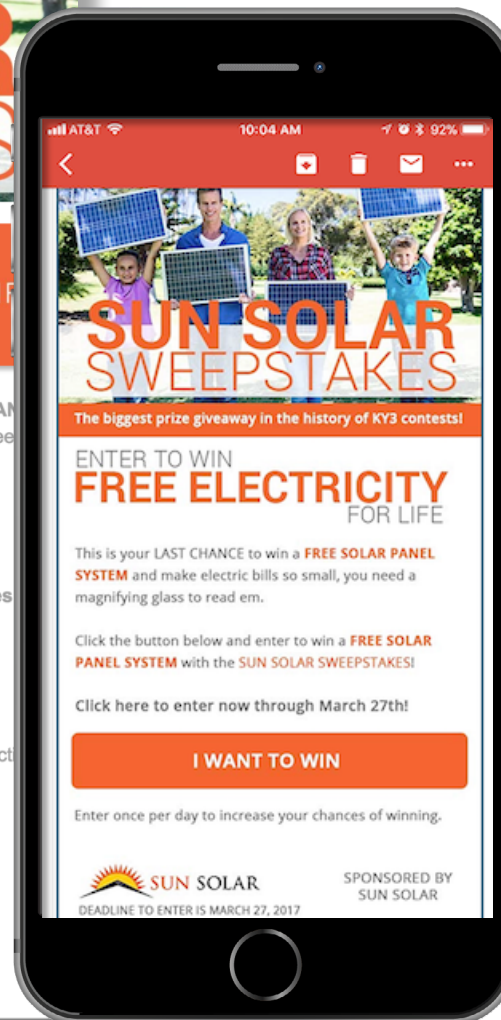 AT&T 10:04 AM 92%
SUN SOLAR
SWEEPSTAKES
The biggest prize giveaway in the history of KY3 contests!
ENTER TO WIN
FREE ELECTRICITY
FOR LIFE
This is your LAST CHANCE to win a FREE SOLAR PANEL
SYSTEM and make electric bills so small, you need a
magnifying glass to read em.
Click the button below and enter to win a FREE SOLAR
PANEL SYSTEM with the SUN SOLAR SWEEPSTAKES!
Click here to enter now through March 27th!
I WANT TO WIN
Enter once per day to increase your chances of winning.
SUN SOLAR
DEADLINE TO ENTER IS MARCH 27, 2017
SPONSORED BY
SUN SOLAR